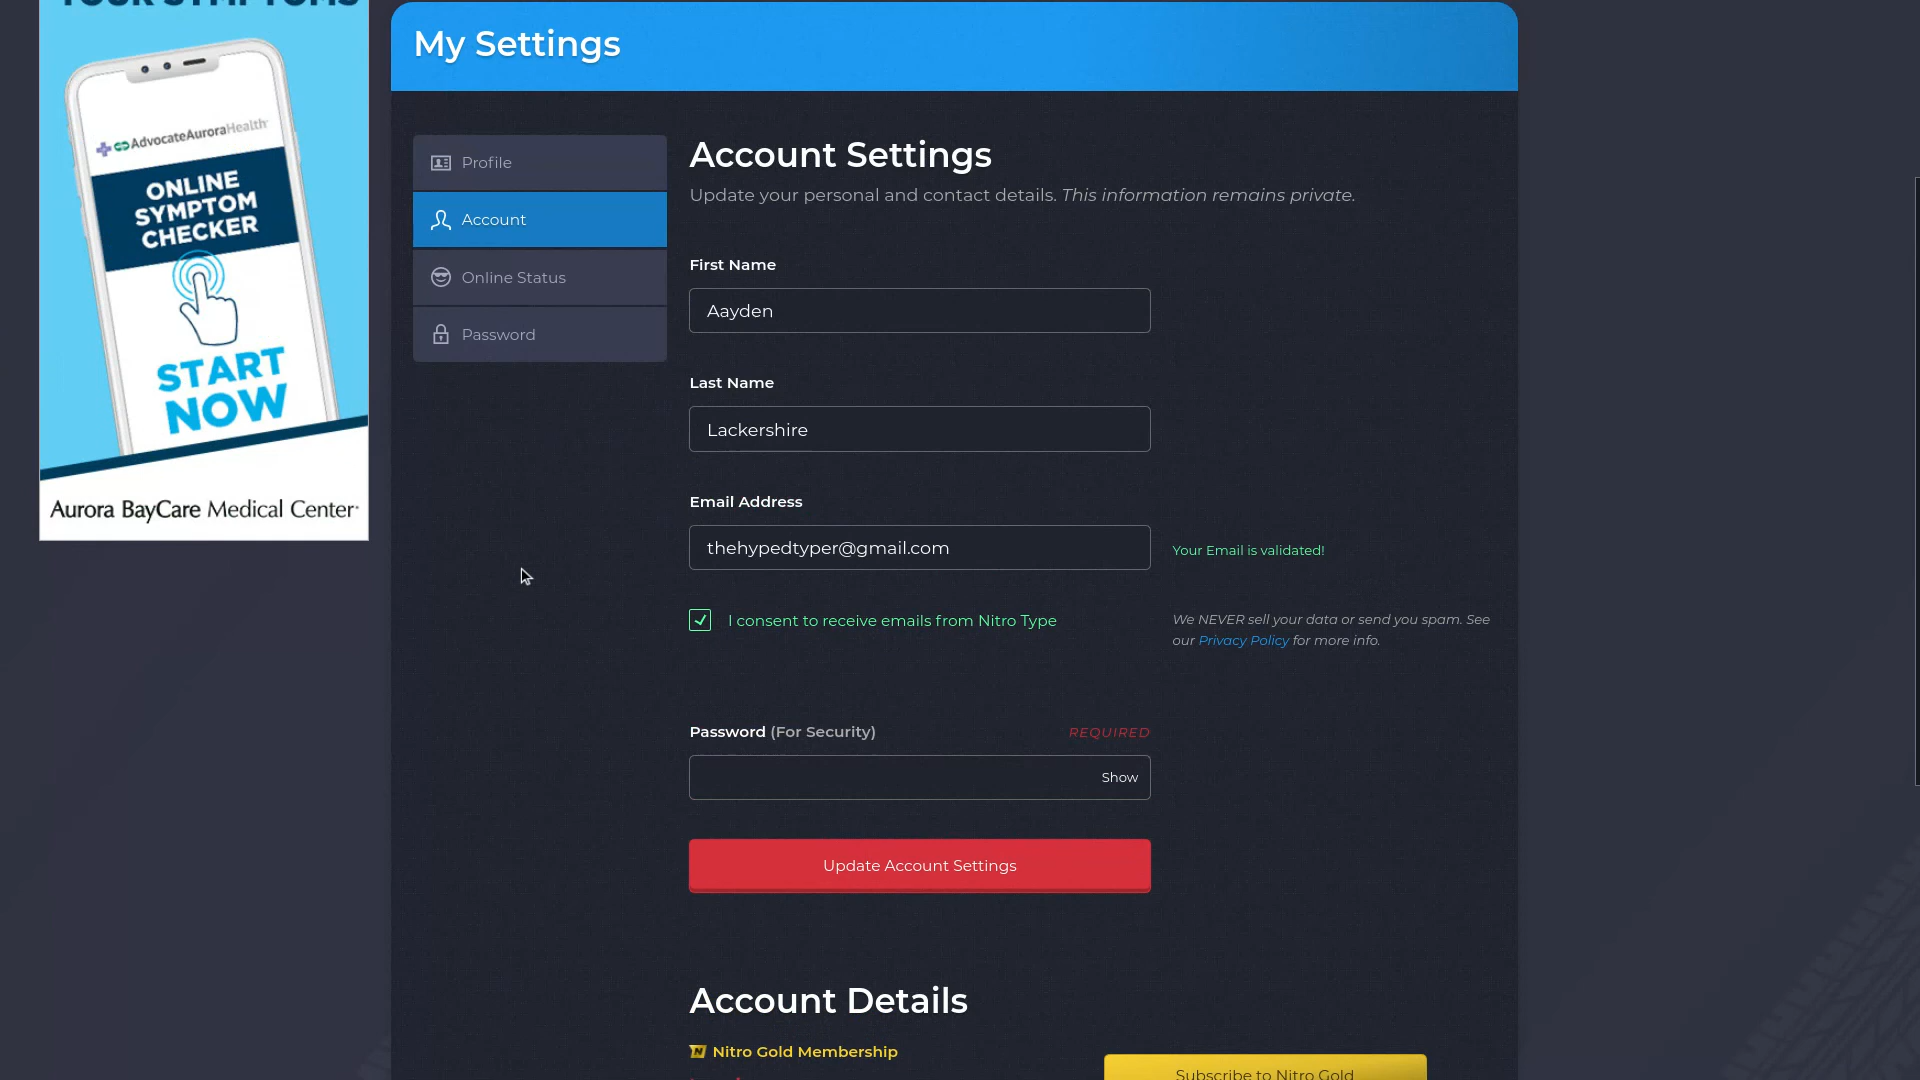 YOUR SYMPTOMS
AdvocateAuroraHealth
ONLINE
SYMPTOM
CHECKER
START
NOW
Aurora BayCare Medical Center
My Settings
Profile
Account
Online Status
Password
Account Settings
Update your personal and contact details. This information remains private.
First Name
Aayden
Last Name
Lackershire
Email Address
thehypedtyper@gmail.com
Your Email is validated!
I consent to receive emails from Nitro Type
We NEVER sell your data or send you spam. See
our Privacy Policy for more info.
Password (For Security)
REQUIRED
Show
Update Account Settings
Account Details
Nitro Gold Membership
Subscribe to Nitro Gold